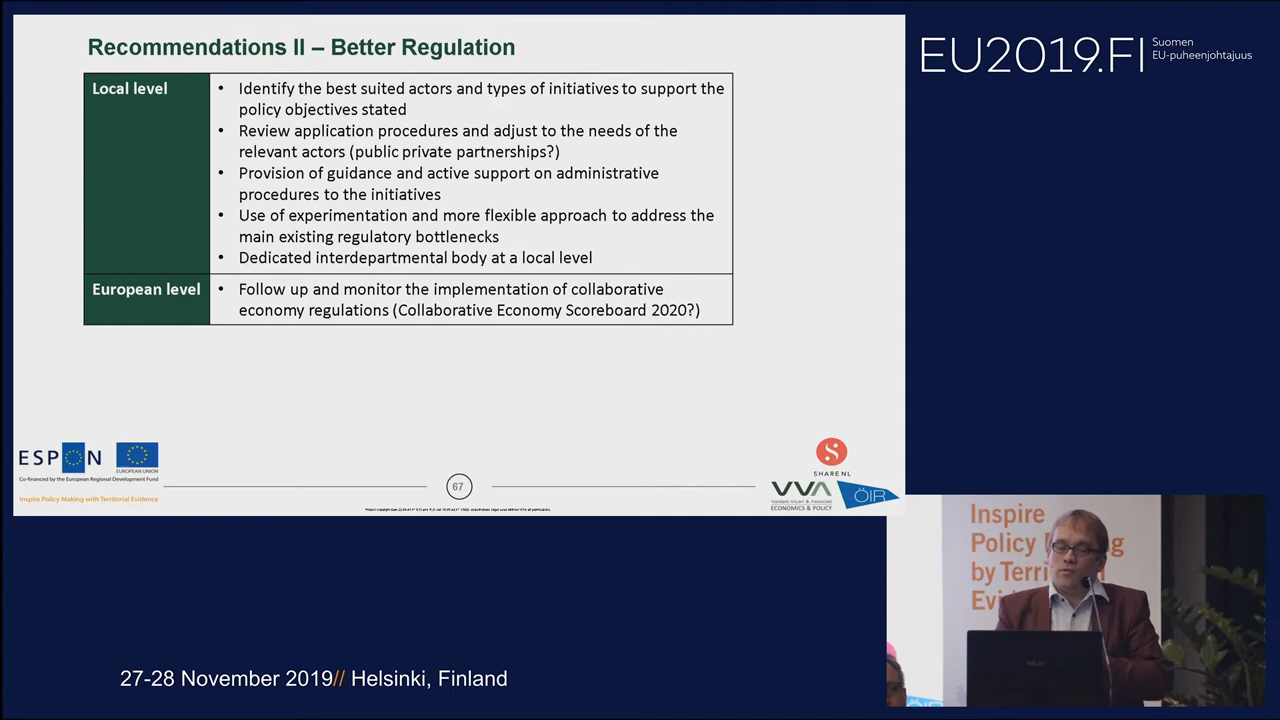 Recommendations II – Better Regulation
Local level
• Identify the best suited actors and types of initiatives to support the
policy objectives stated
• Review application procedures and adjust to the needs of the
relevant actors (public private partnerships?)
• Provision of guidance and active support on administrative
procedures to the initiatives
• Use of experimentation and more flexible approach to address the
main existing regulatory bottlenecks
• Dedicated interdepartmental body at a local level
European level
• Follow up and monitor the implementation of collaborative
economy regulations (Collaborative Economy Scoreboard 2020?)
ESPON
EUROPEAN UNION
Co-financed by the European Regional Development Fund
Inspire Policy Making with Territorial Evidence
67
SHARENL
VVA
Valdani Vicari & Associati
ECONOMICS & POLICY
ÖIR
EU2019.FI
Suomen
EU-puheenjohtajuus
Inspire
Policy M ng
by Terri
Evi
ASUS
ÖIR
27-28 November 2019// Helsinki, Finland